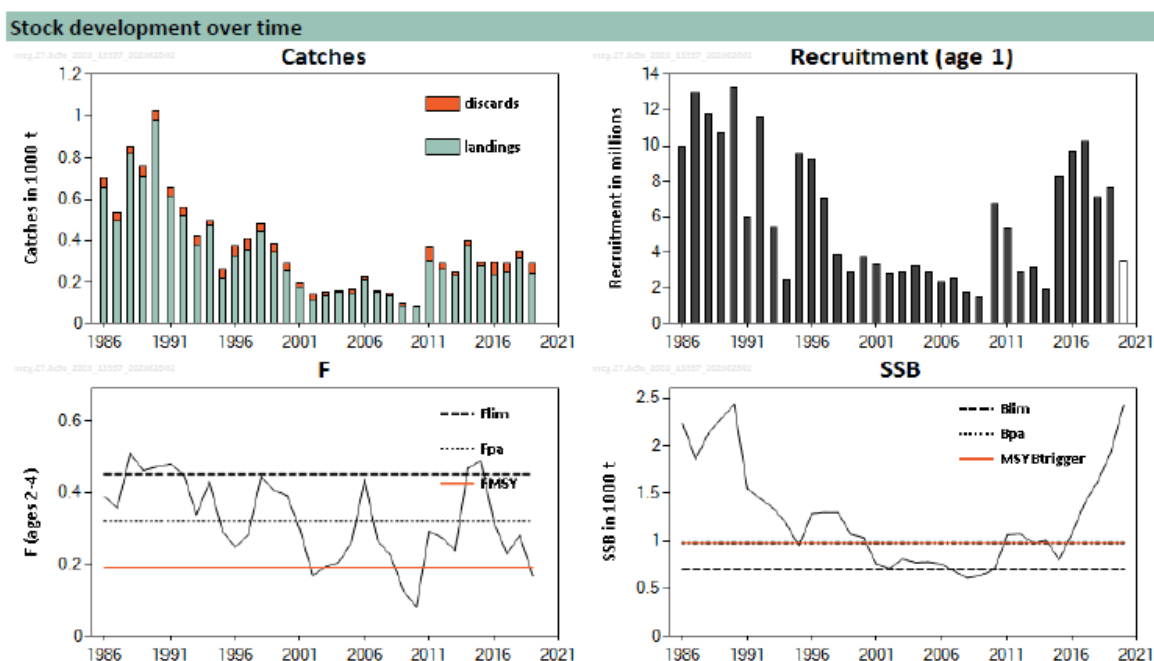 Stock development over time
Catches
Catches in 1000 t
1.2
1
0.8
0.6
0.4
0.2
0
discards
landings
1986 1991 1996 2001 2006 2011 2016 2021
Recruitment (age 1)
Recruitment in millions
14
12
10
8
6
4
2
0
1986 1991 1996 2001 2006 2011 2016 2021
F
F (ages 2-4)
0.6
0.4
0.2
0
Flim
Fpa
FMSY
1986 1991 1996 2001 2006 2011 2016 2021
SSB
SSB in 1000 t
2.5
2
1.5
1
0.5
0
Blim
Bpa
MSYBtrigger
1986 1991 1996 2001 2006 2011 2016 2021